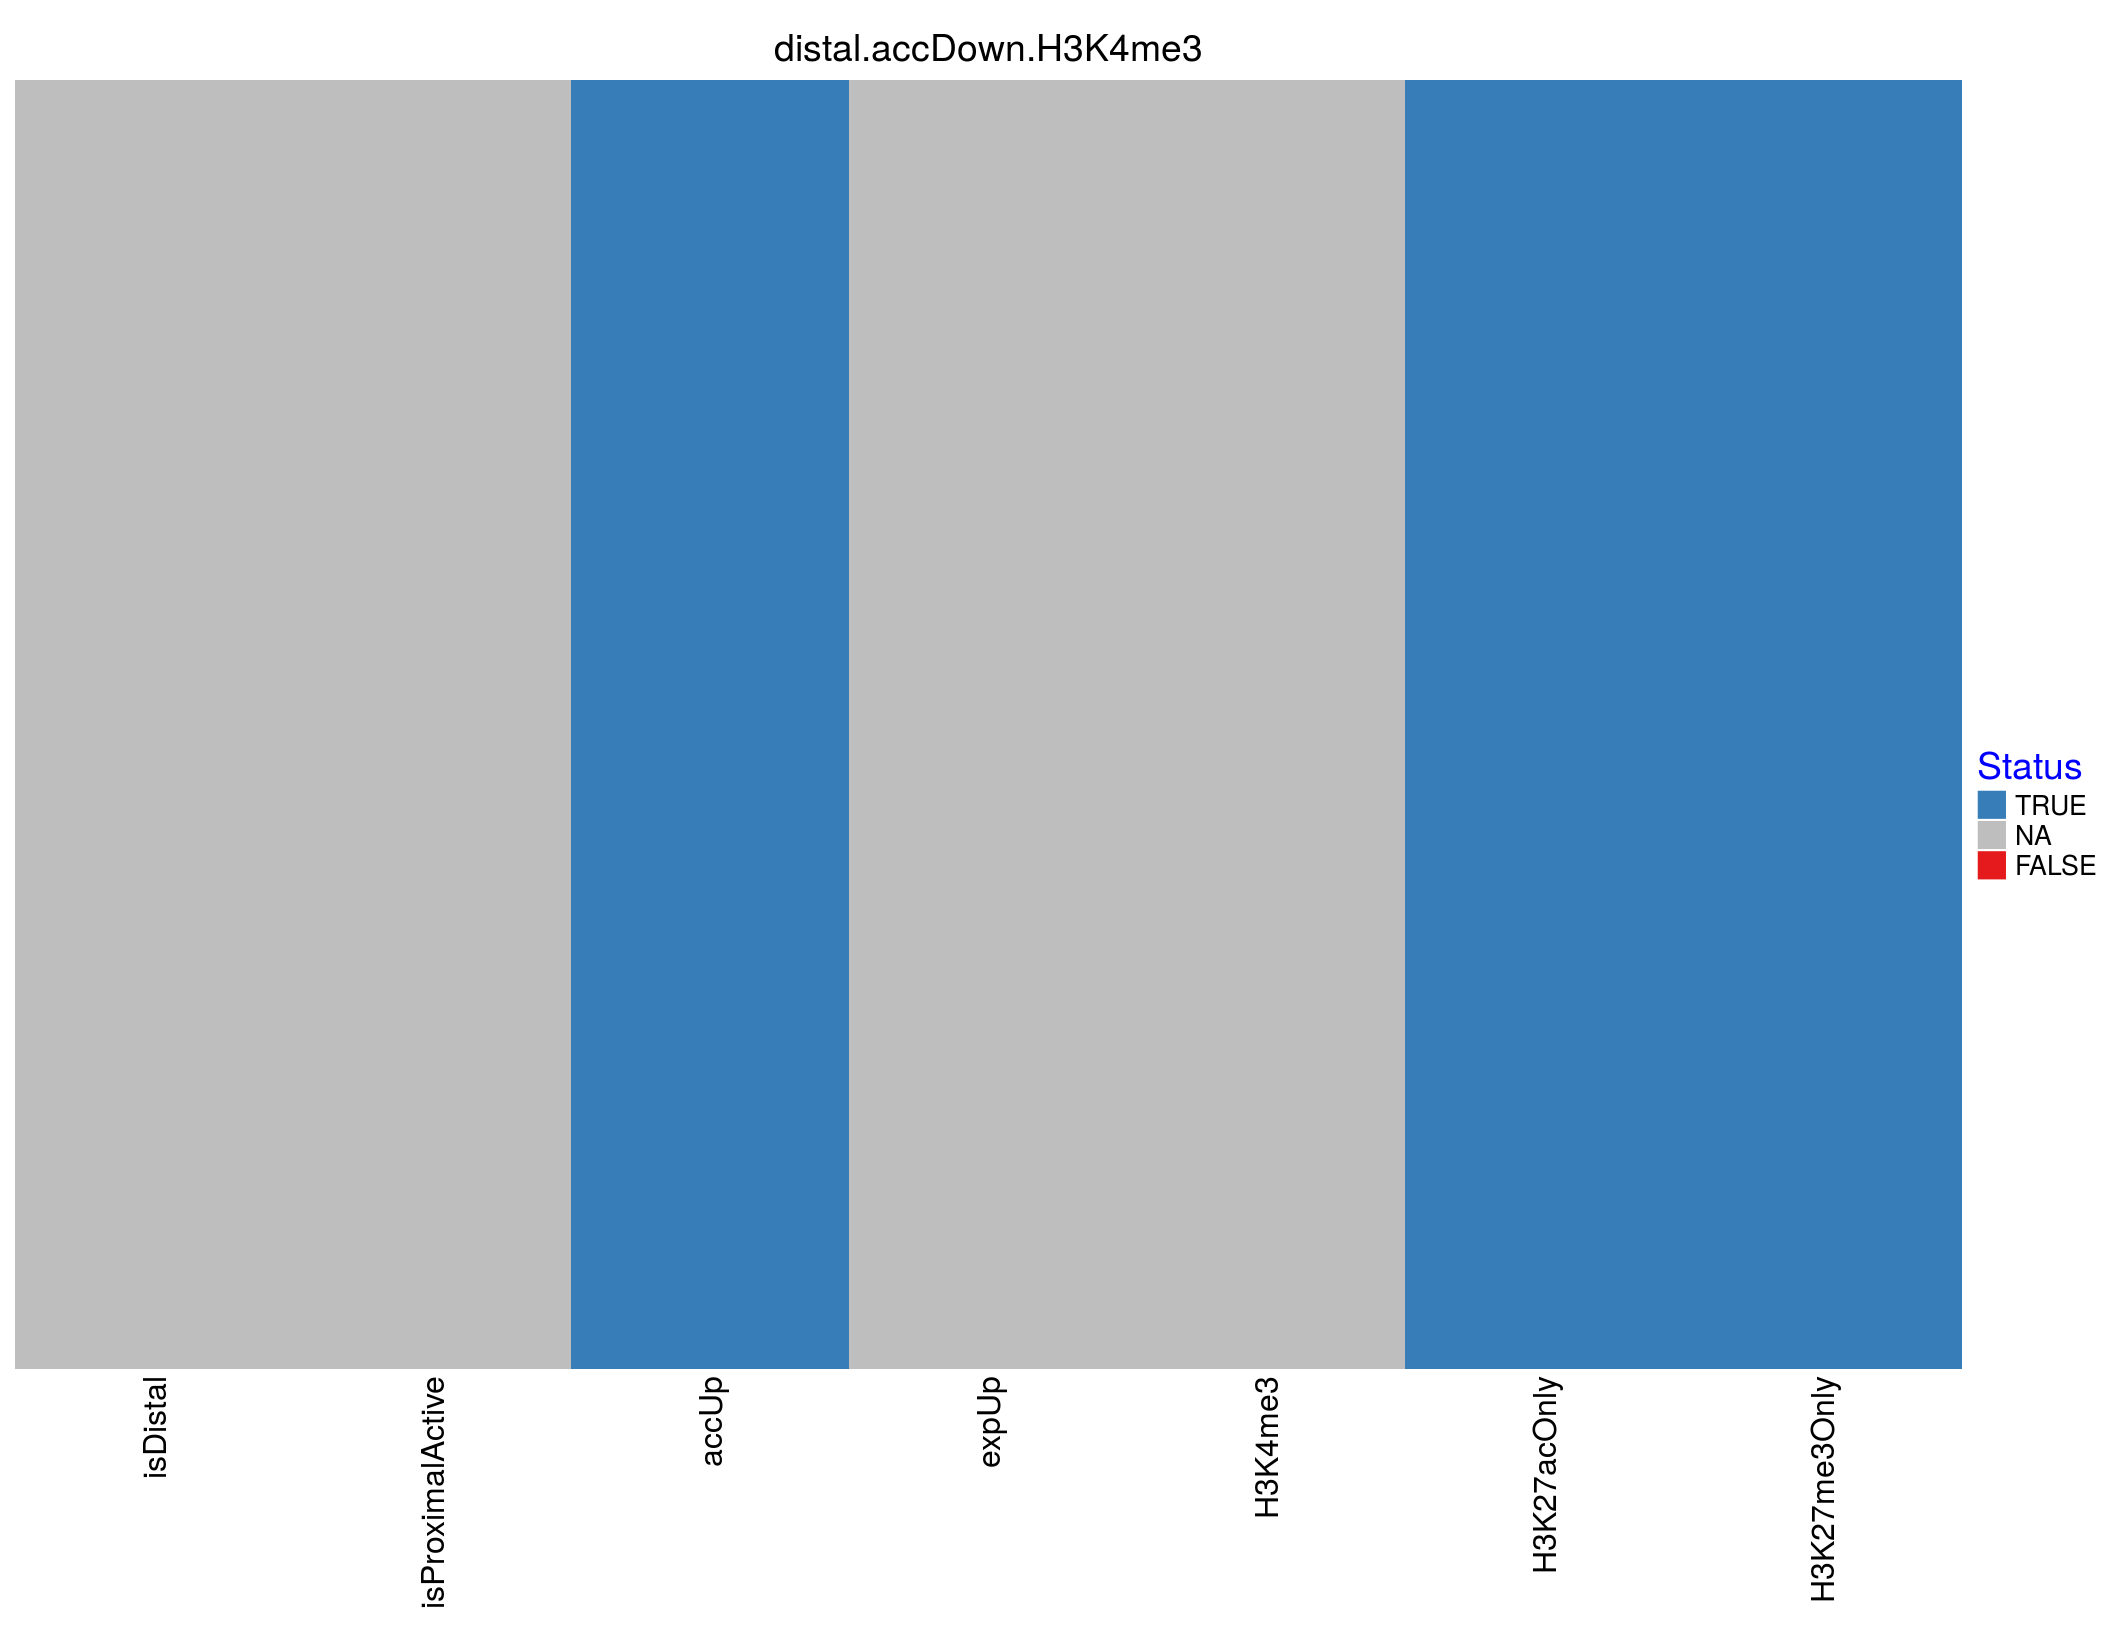 distal.accDown.H3K4me3
Status
TRUE
NA
FALSE
isDistal
isProximalActive
accUp
expUp
H3K4me3
H3K27acOnly
H3K27me3Only